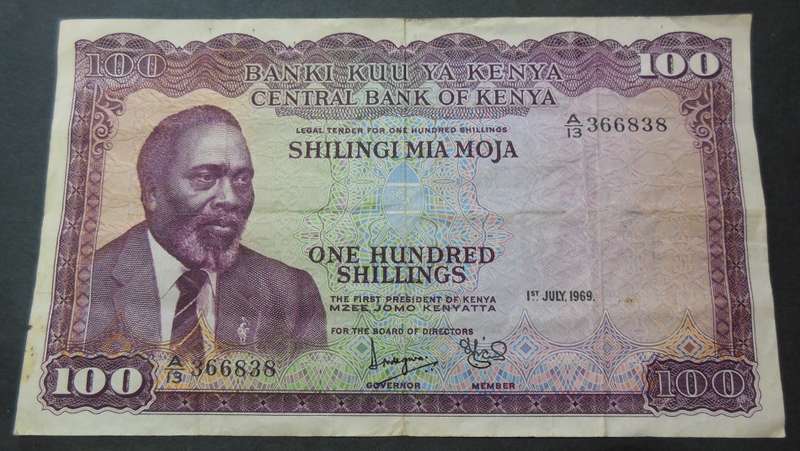 100
BANKI KUU YA KENYA
100
CENTRAL BANK OF KENYA
LEGAL TENDER FOR ONE HUNDRED SHILLINGS
A/13 366838
SHILINGI MIA MOJA
ONE HUNDRED
SHILLINGS
THE FIRST PRESIDENT OF KENYA
MZEE JOMO KENYATTA
1ST JULY, 1969.
FOR THE BOARD OF DIRECTORS
A/13 366838
100
GOVERNOR
MEMBER
100